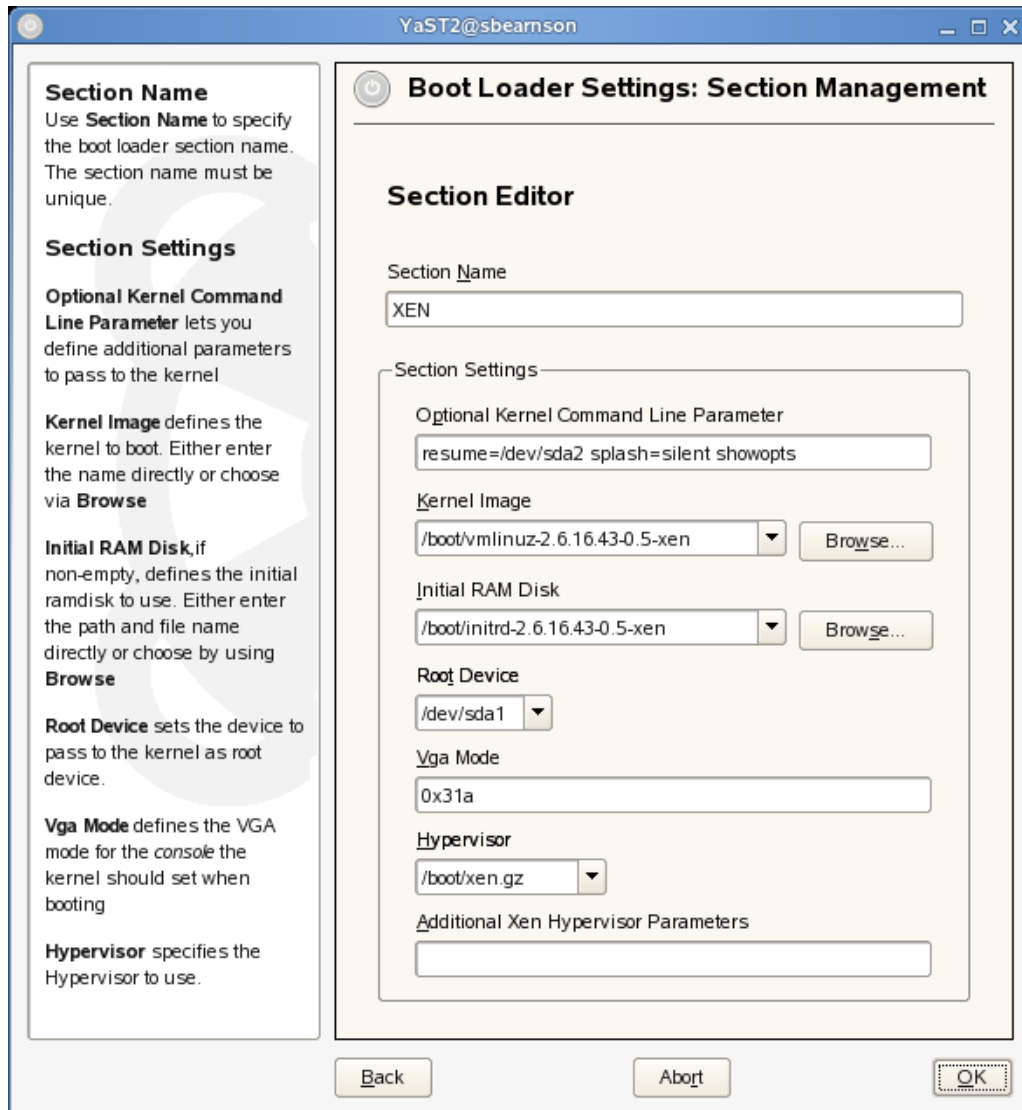 YaST2@sbearnson
Section Name
Use Section Name to specify
the boot loader section name.
The section name must be
unique.
Section Settings
Optional Kernel Command
Line Parameter lets you
define additional parameters
to pass to the kernel
Kernel Image defines the
kernel to boot. Either enter
the name directly or choose
via Browse
Initial RAM Disk,if
non-empty, defines the initial
ramdisk to use. Either enter
the path and file name
directly or choose by using
Browse
Root Device sets the device to
pass to the kernel as root
device.
Vga Mode defines the VGA
mode for the console the
kernel should set when
booting
Hypervisor specifies the
Hypervisor to use.
Boot Loader Settings: Section Management
Section Editor
Section Name
XEN
Section Settings
Optional Kernel Command Line Parameter
resume=/dev/sda2 splash=silent showopts
Kernel Image
/boot/vmlinuz-2.6.16.43-0.5-xen Browse...
Initial RAM Disk
/boot/initrd-2.6.16.43-0.5-xen Browse...
Root Device
/dev/sda1
Vga Mode
0x31a
Hypervisor
/boot/xen.gz
Additional Xen Hypervisor Parameters
Back Abort OK